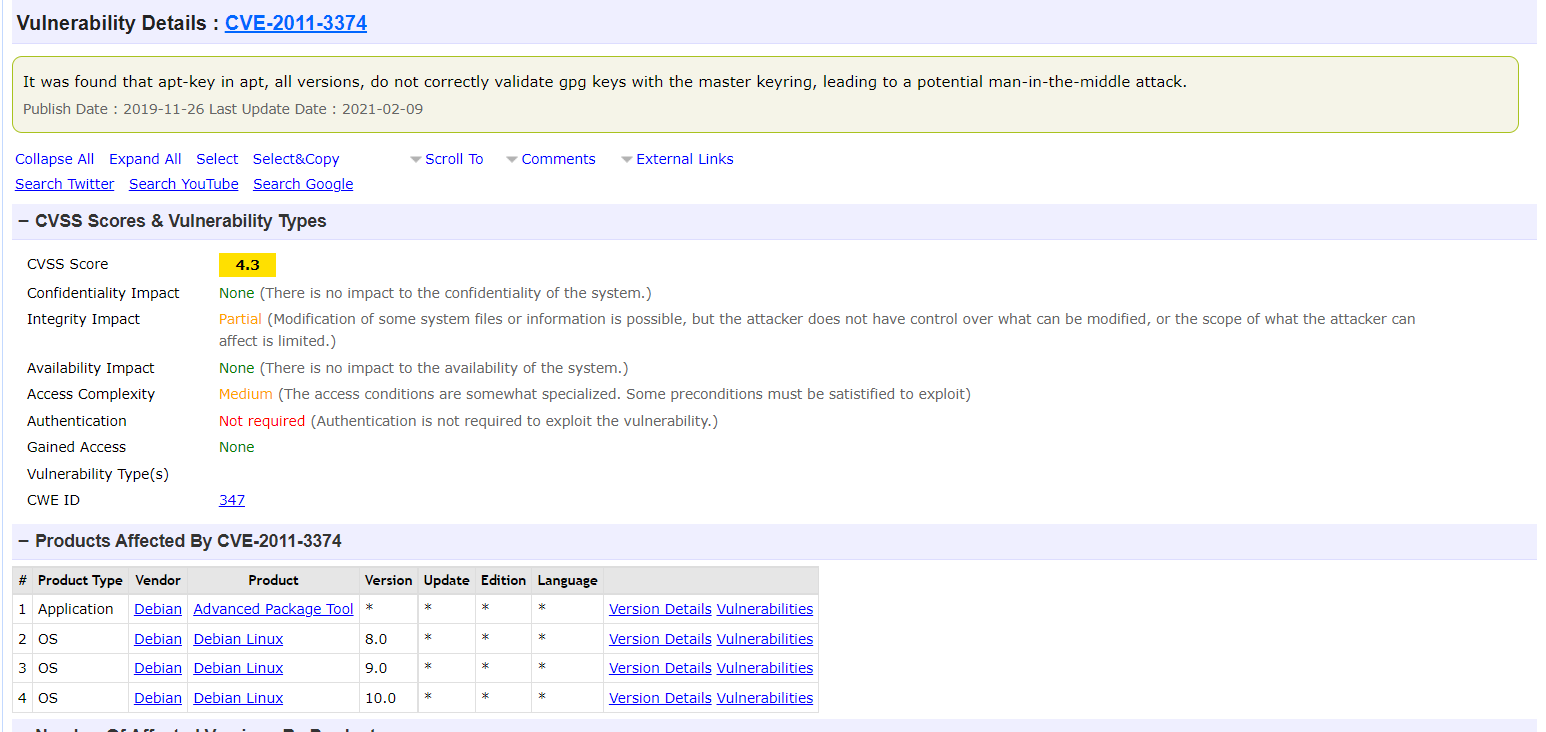 Vulnerability Details : CVE-2011-3374
It was found that apt-key in apt, all versions, do not correctly validate gpg keys with the master keyring, leading to a potential man-in-the-middle attack.
Publish Date : 2019-11-26 Last Update Date : 2021-02-09
Collapse All Expand All Select Select&Copy Scroll To Comments External Links
Search Twitter Search YouTube Search Google
− CVSS Scores & Vulnerability Types
CVSS Score 4.3
Confidentiality Impact None (There is no impact to the confidentiality of the system.)
Integrity Impact Partial (Modification of some system files or information is possible, but the attacker does not have control over what can be modified, or the scope of what the attacker can
affect is limited.)
Availability Impact None (There is no impact to the availability of the system.)
Access Complexity Medium (The access conditions are somewhat specialized. Some preconditions must be satistified to exploit)
Authentication Not required (Authentication is not required to exploit the vulnerability.)
Gained Access None
Vulnerability Type(s)
CWE ID 347
− Products Affected By CVE-2011-3374
# Product Type Vendor Product Version Update Edition Language
1 Application Debian Advanced Package Tool * * * * Version Details Vulnerabilities
2 OS Debian Debian Linux 8.0 * * * Version Details Vulnerabilities
3 OS Debian Debian Linux 9.0 * * * Version Details Vulnerabilities
4 OS Debian Debian Linux 10.0 * * * Version Details Vulnerabilities